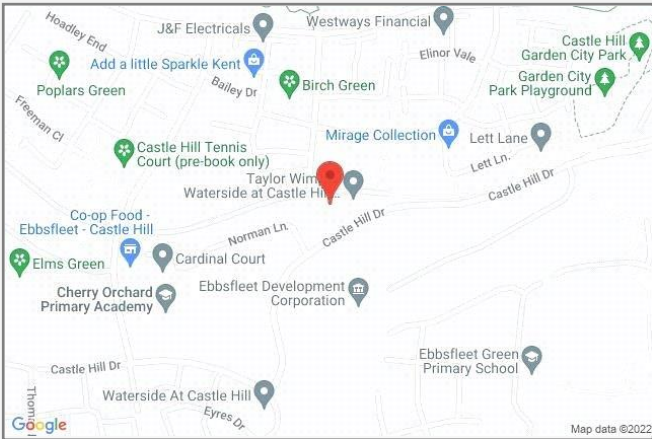 Hoadley End
J&F Electricals
Westways Financial
Castle Hill
Garden City Park
Elinor Vale
Add a little Sparkle Kent
Garden City
Park Playground
Poplars Green
Bailey Dr
Birch Green
Freeman Cl
Mirage Collection
Lett Lane
Castle Hill Tennis
Court (pre-book only)
Lett Ln.
Taylor Wim
Waterside at Castle Hil...
Castle Hill Dr
Co-op Food -
Ebbsfleet - Castle Hill
Norman Ln.
Castle Hill Dr
Elms Green
Cardinal Court
Cherry Orchard
Primary Academy
Ebbsfleet Development
Corporation
Ebbsfleet Green
Primary School
Castle Hill Dr
Waterside At Castle Hill
Eyres Dr
Google
Map data ©2022